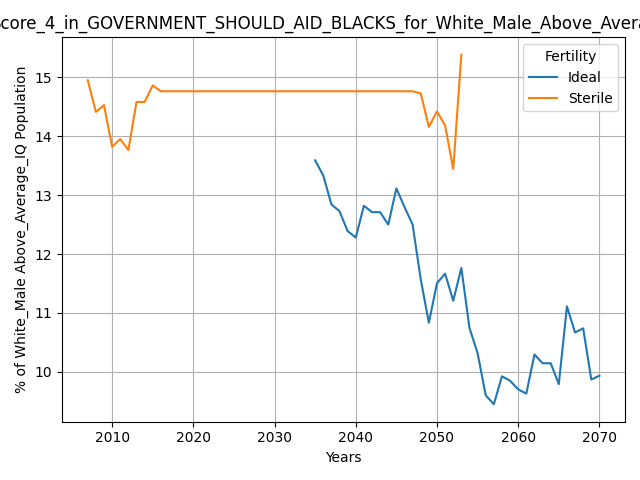 core_4_in_GOVERNMENT_SHOULD_AID_BLACKS_for_White_Male_Above_Avera
% of White_Male Above_Average_IQ Population
15
14
13
12
11
10
Fertility
Ideal
Sterile
2010 2020 2030 2040 2050 2060 2070
Years